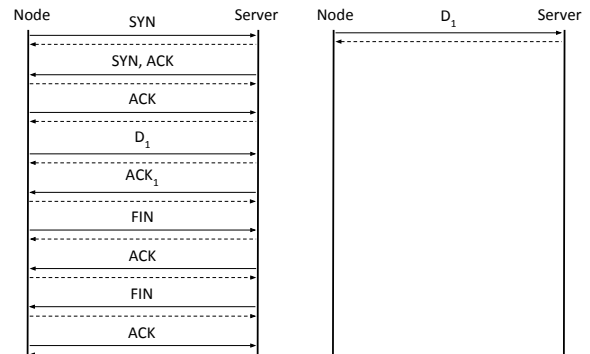 Node SYN Server
SYN, ACK
ACK
D₁
ACK₁
FIN
ACK
FIN
ACK
Node D₁ Server